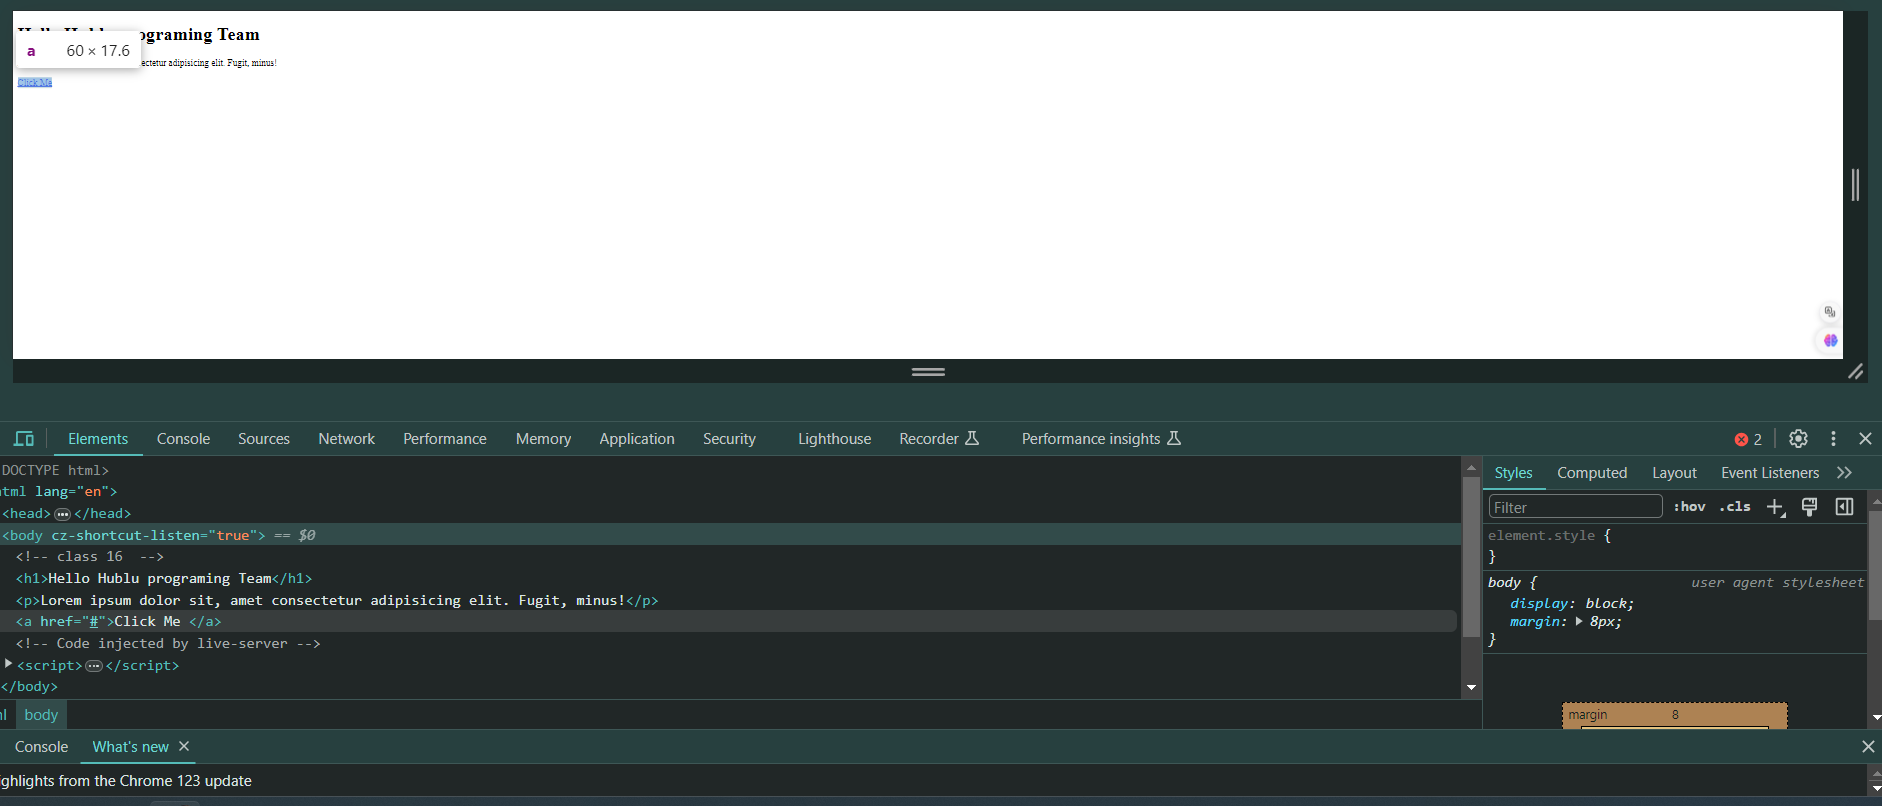 ograming Team
a 60 × 17.6
ectetur adipisicing elit. Fugit, minus!
Click Me
Elements Console Sources Network Performance Memory Application Security Lighthouse Recorder Performance insights 2
DOCTYPE html>
tml lang="en">
<head> ••• </head>
<body cz-shortcut-listen="true"> == $0
<!-- class 16 -->
<h1>Hello Hublu programing Team</h1>
<p>Lorem ipsum dolor sit, amet consectetur adipisicing elit. Fugit, minus!</p>
<a href="#">Click Me </a>
<!-- Code injected by live-server -->
<script> ••• </script>
</body>
body
Styles Computed Layout Event Listeners
Filter :hov .cls
element.style {
}
body { user agent stylesheet
display: block;
margin: 8px;
}
margin 8
Console What's new
ghlights from the Chrome 123 update